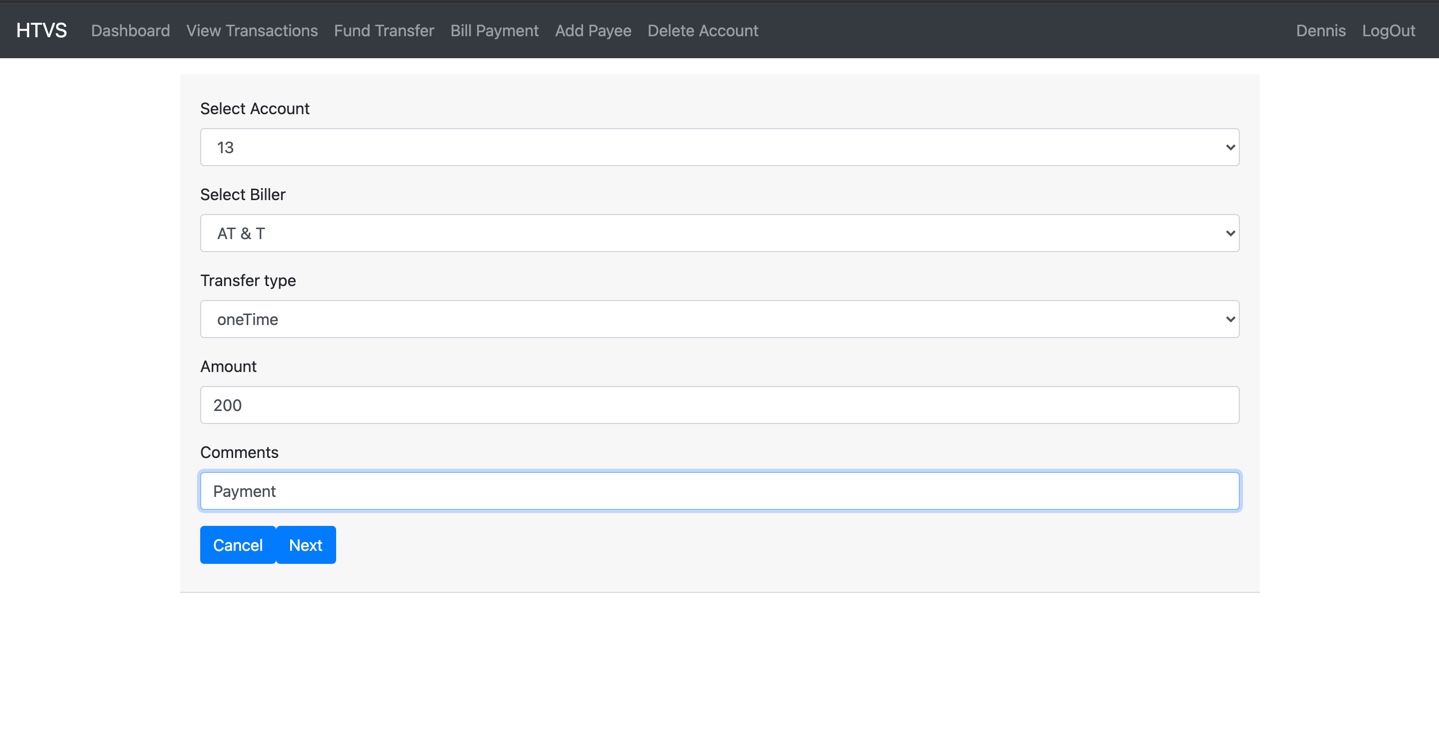 HTVS Dashboard View Transactions Fund Transfer Bill Payment Add Payee Delete Account Dennis LogOut
Select Account
13
Select Biller
AT & T
Transfer type
oneTime
Amount
200
Comments
Payment
Cancel Next